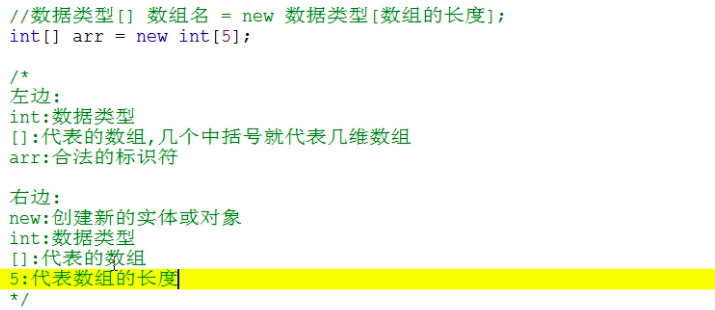 //数据类型[] 数组名 = new 数据类型[数组的长度];
int[] arr = new int[5];
/*
左边:
int:数据类型
[]:代表的数组,几个中括号就代表几维数组
arr:合法的标识符
右边:
new:创建新的实体或对象
int:数据类型
[]:代表的数组
5:代表数组的长度
*/